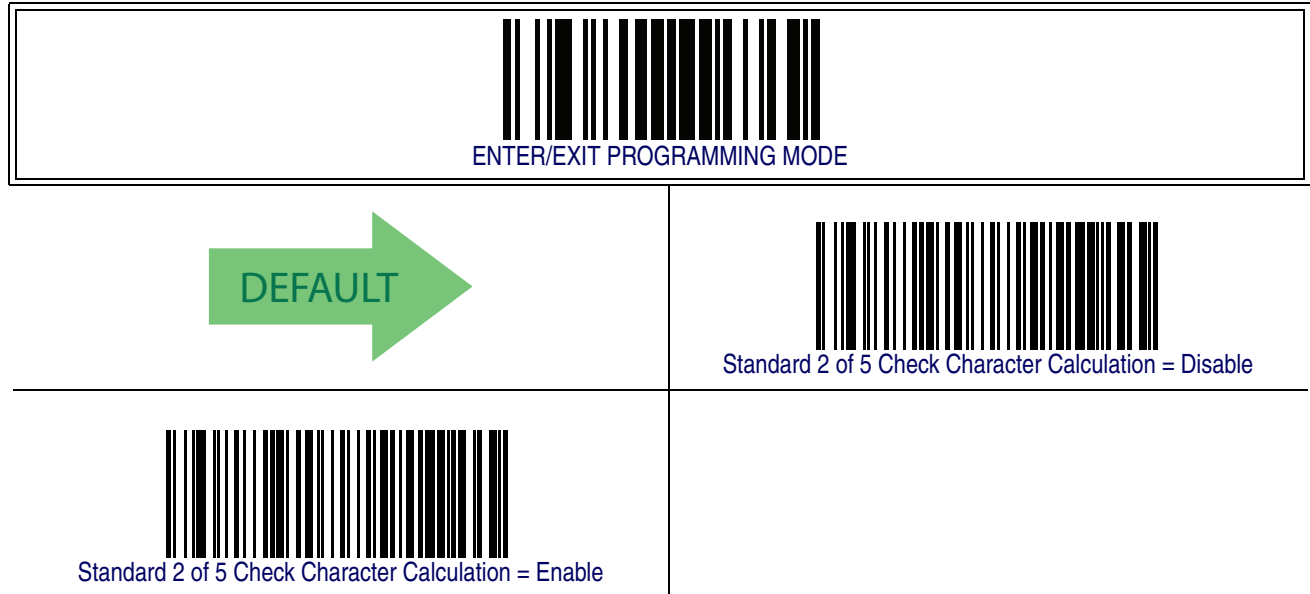 ENTER/EXIT PROGRAMMING MODE
DEFAULT
Standard 2 of 5 Check Character Calculation = Disable
Standard 2 of 5 Check Character Calculation = Enable